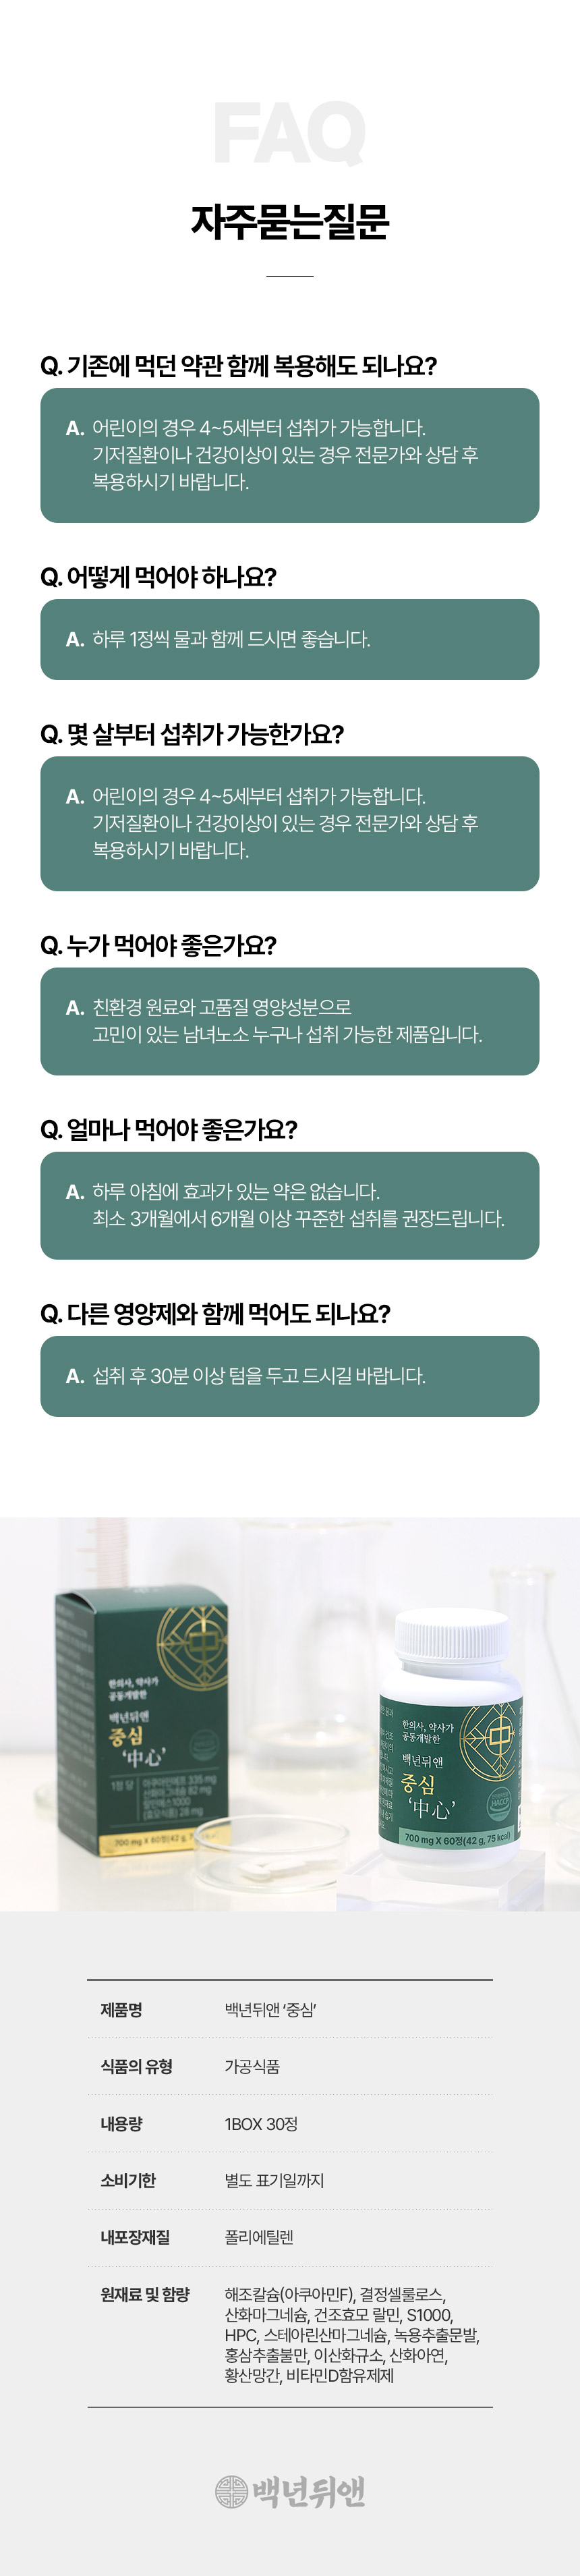 FAQ
자주묻는질문
Q. 기존에 먹던 약관 함께 복용해도 되나요?
A. 어린이의 경우 4~5세부터 섭취가 가능합니다.
기저질환이나 건강이상이 있는 경우 전문가와 상담 후
복용하시기 바랍니다.
Q. 어떻게 먹어야 하나요?
A. 하루 1정씩 물과 함께 드시면 좋습니다.
Q. 몇 살부터 섭취가 가능한가요?
A. 어린이의 경우 4~5세부터 섭취가 가능합니다.
기저질환이나 건강이상이 있는 경우 전문가와 상담 후
복용하시기 바랍니다.
Q. 누가 먹어야 좋은가요?
A. 친환경 원료와 고품질 영양성분으로
고민이 있는 남녀노소 누구나 섭취 가능한 제품입니다.
Q. 얼마나 먹어야 좋은가요?
A. 하루 아침에 효과가 있는 약은 없습니다.
최소 3개월에서 6개월 이상 꾸준한 섭취를 권장드립니다.
Q. 다른 영양제와 함께 먹어도 되나요?
A. 섭취 후 30분 이상 텀을 두고 드시길 바랍니다.
한의사, 약사가
공동개발한
백년뒤앤
중심
‘中心’
700 mg X 60정(42 g, 75 kcal)
한의사, 약사가
공동개발한
백년뒤앤
중심
‘中心’
HACCP
700 mg X 60정(42 g, 75 kcal)
제품명 백년뒤앤 ‘중심’
식품의 유형 가공식품
내용량 1BOX 30정
소비기한 별도 표기일까지
내포장재질 폴리에틸렌
원재료 및 함량 해조칼슘(아쿠아민F), 결정셀룰로스,
산화마그네슘, 건조효모 랄민, S1000,
HPC, 스테아린산마그네슘, 녹용추출문발,
홍삼추출불만, 이산화규소, 산화아연,
황산망간, 비타민D함유제제
백년뒤앤